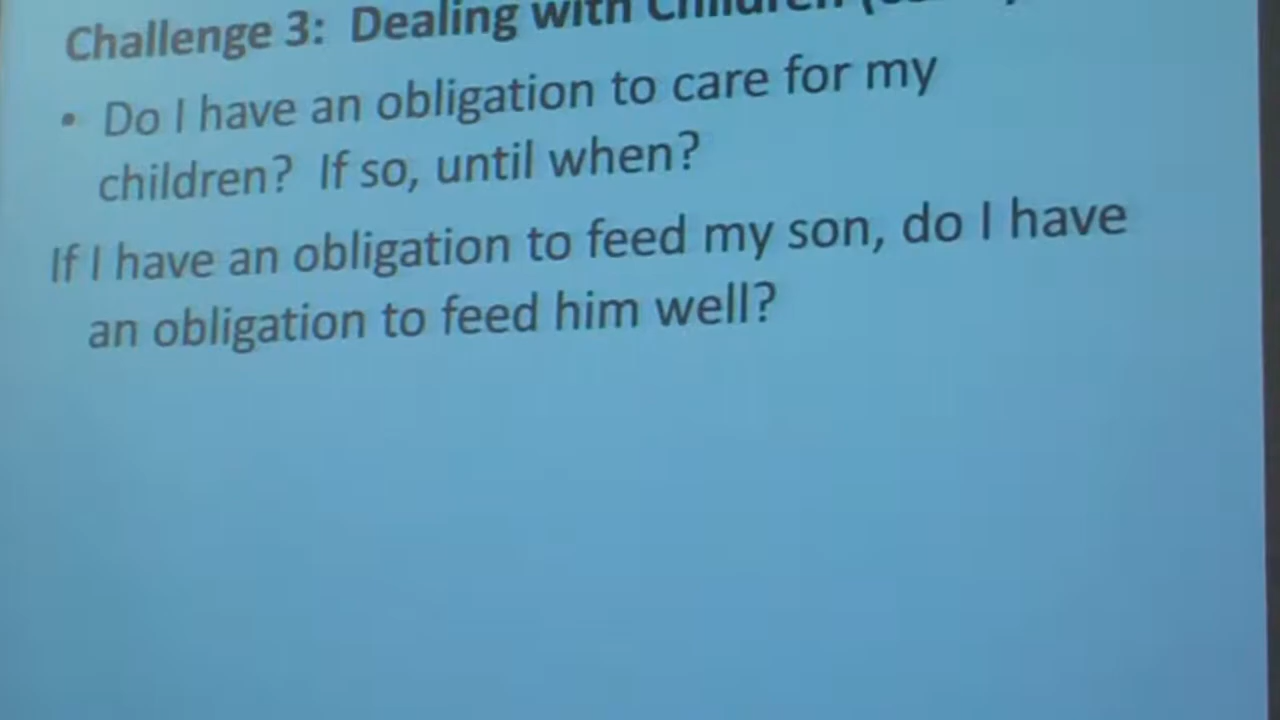 Challenge 3: Dealing with Children
• Do I have an obligation to care for my
children? If so, until when?
If I have an obligation to feed my son, do I have
an obligation to feed him well?